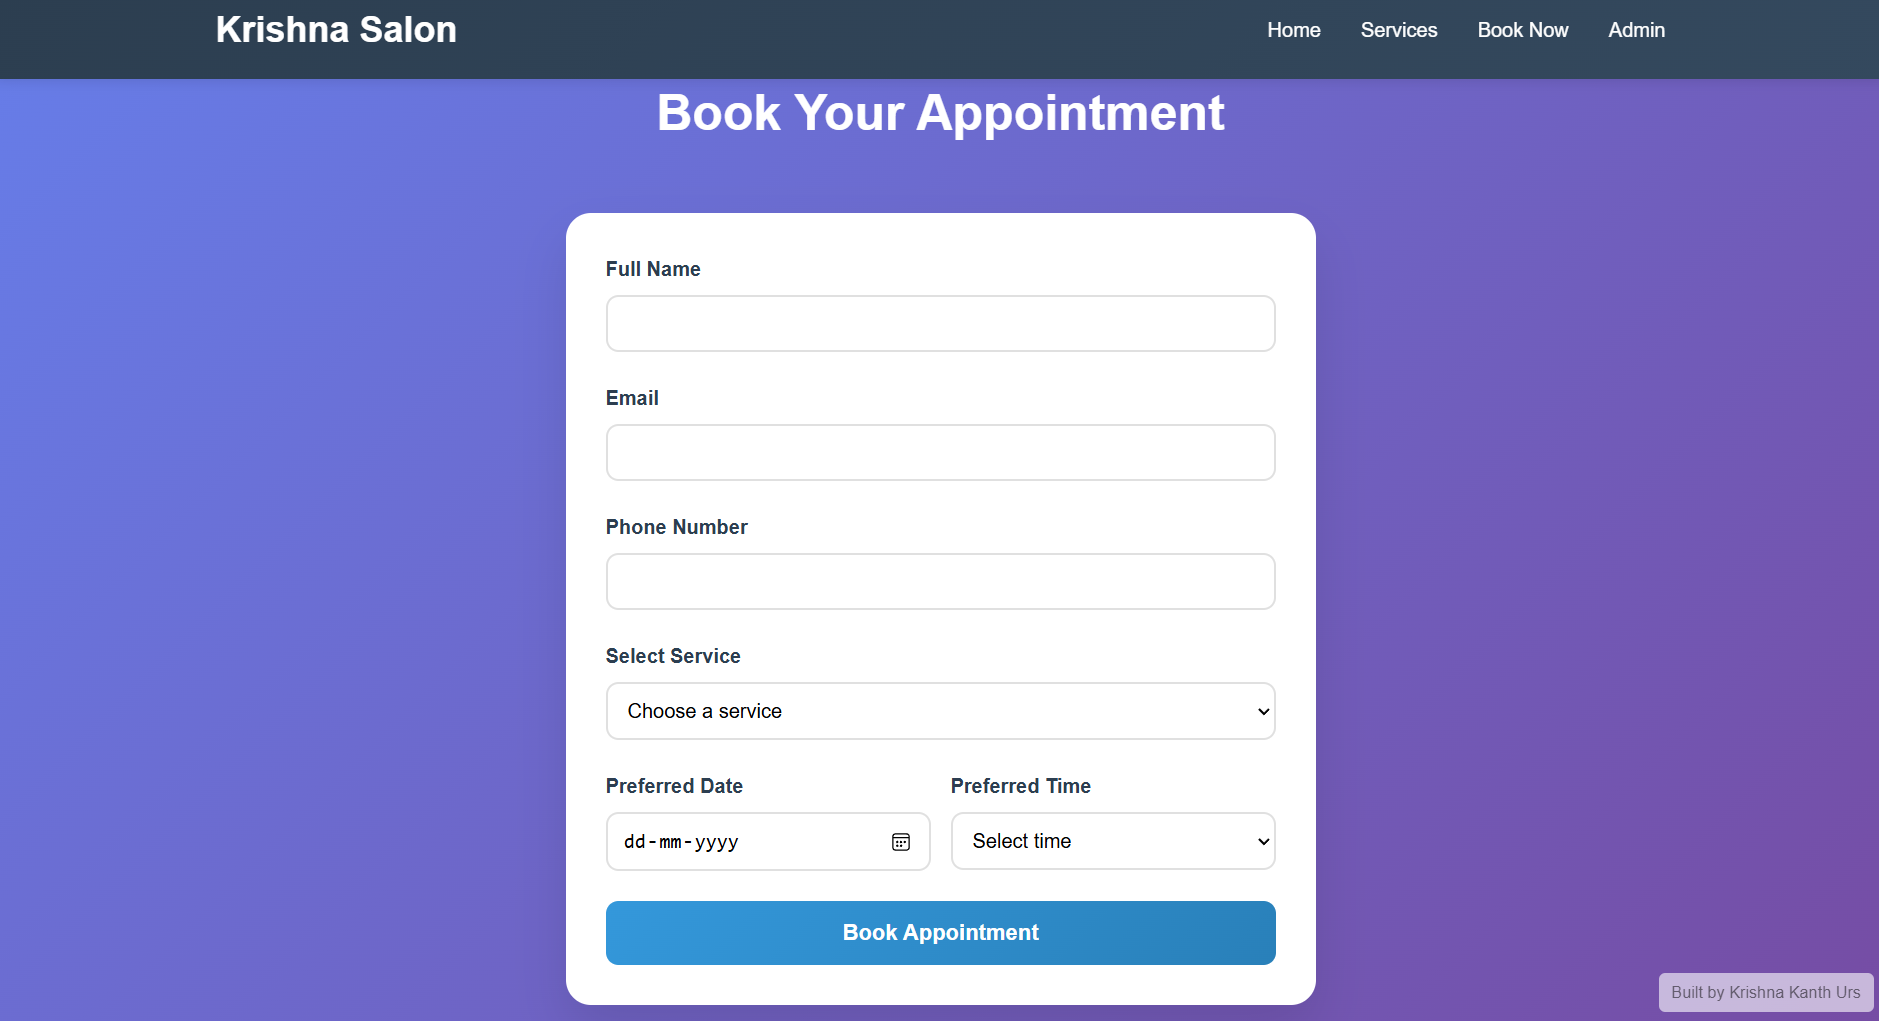 Krishna Salon
Home Services Book Now Admin
Book Your Appointment
Full Name
Email
Phone Number
Select Service
Choose a service
Preferred Date Preferred Time
dd-mm-yyyy Select time
Book Appointment
Built by Krishna Kanth Urs